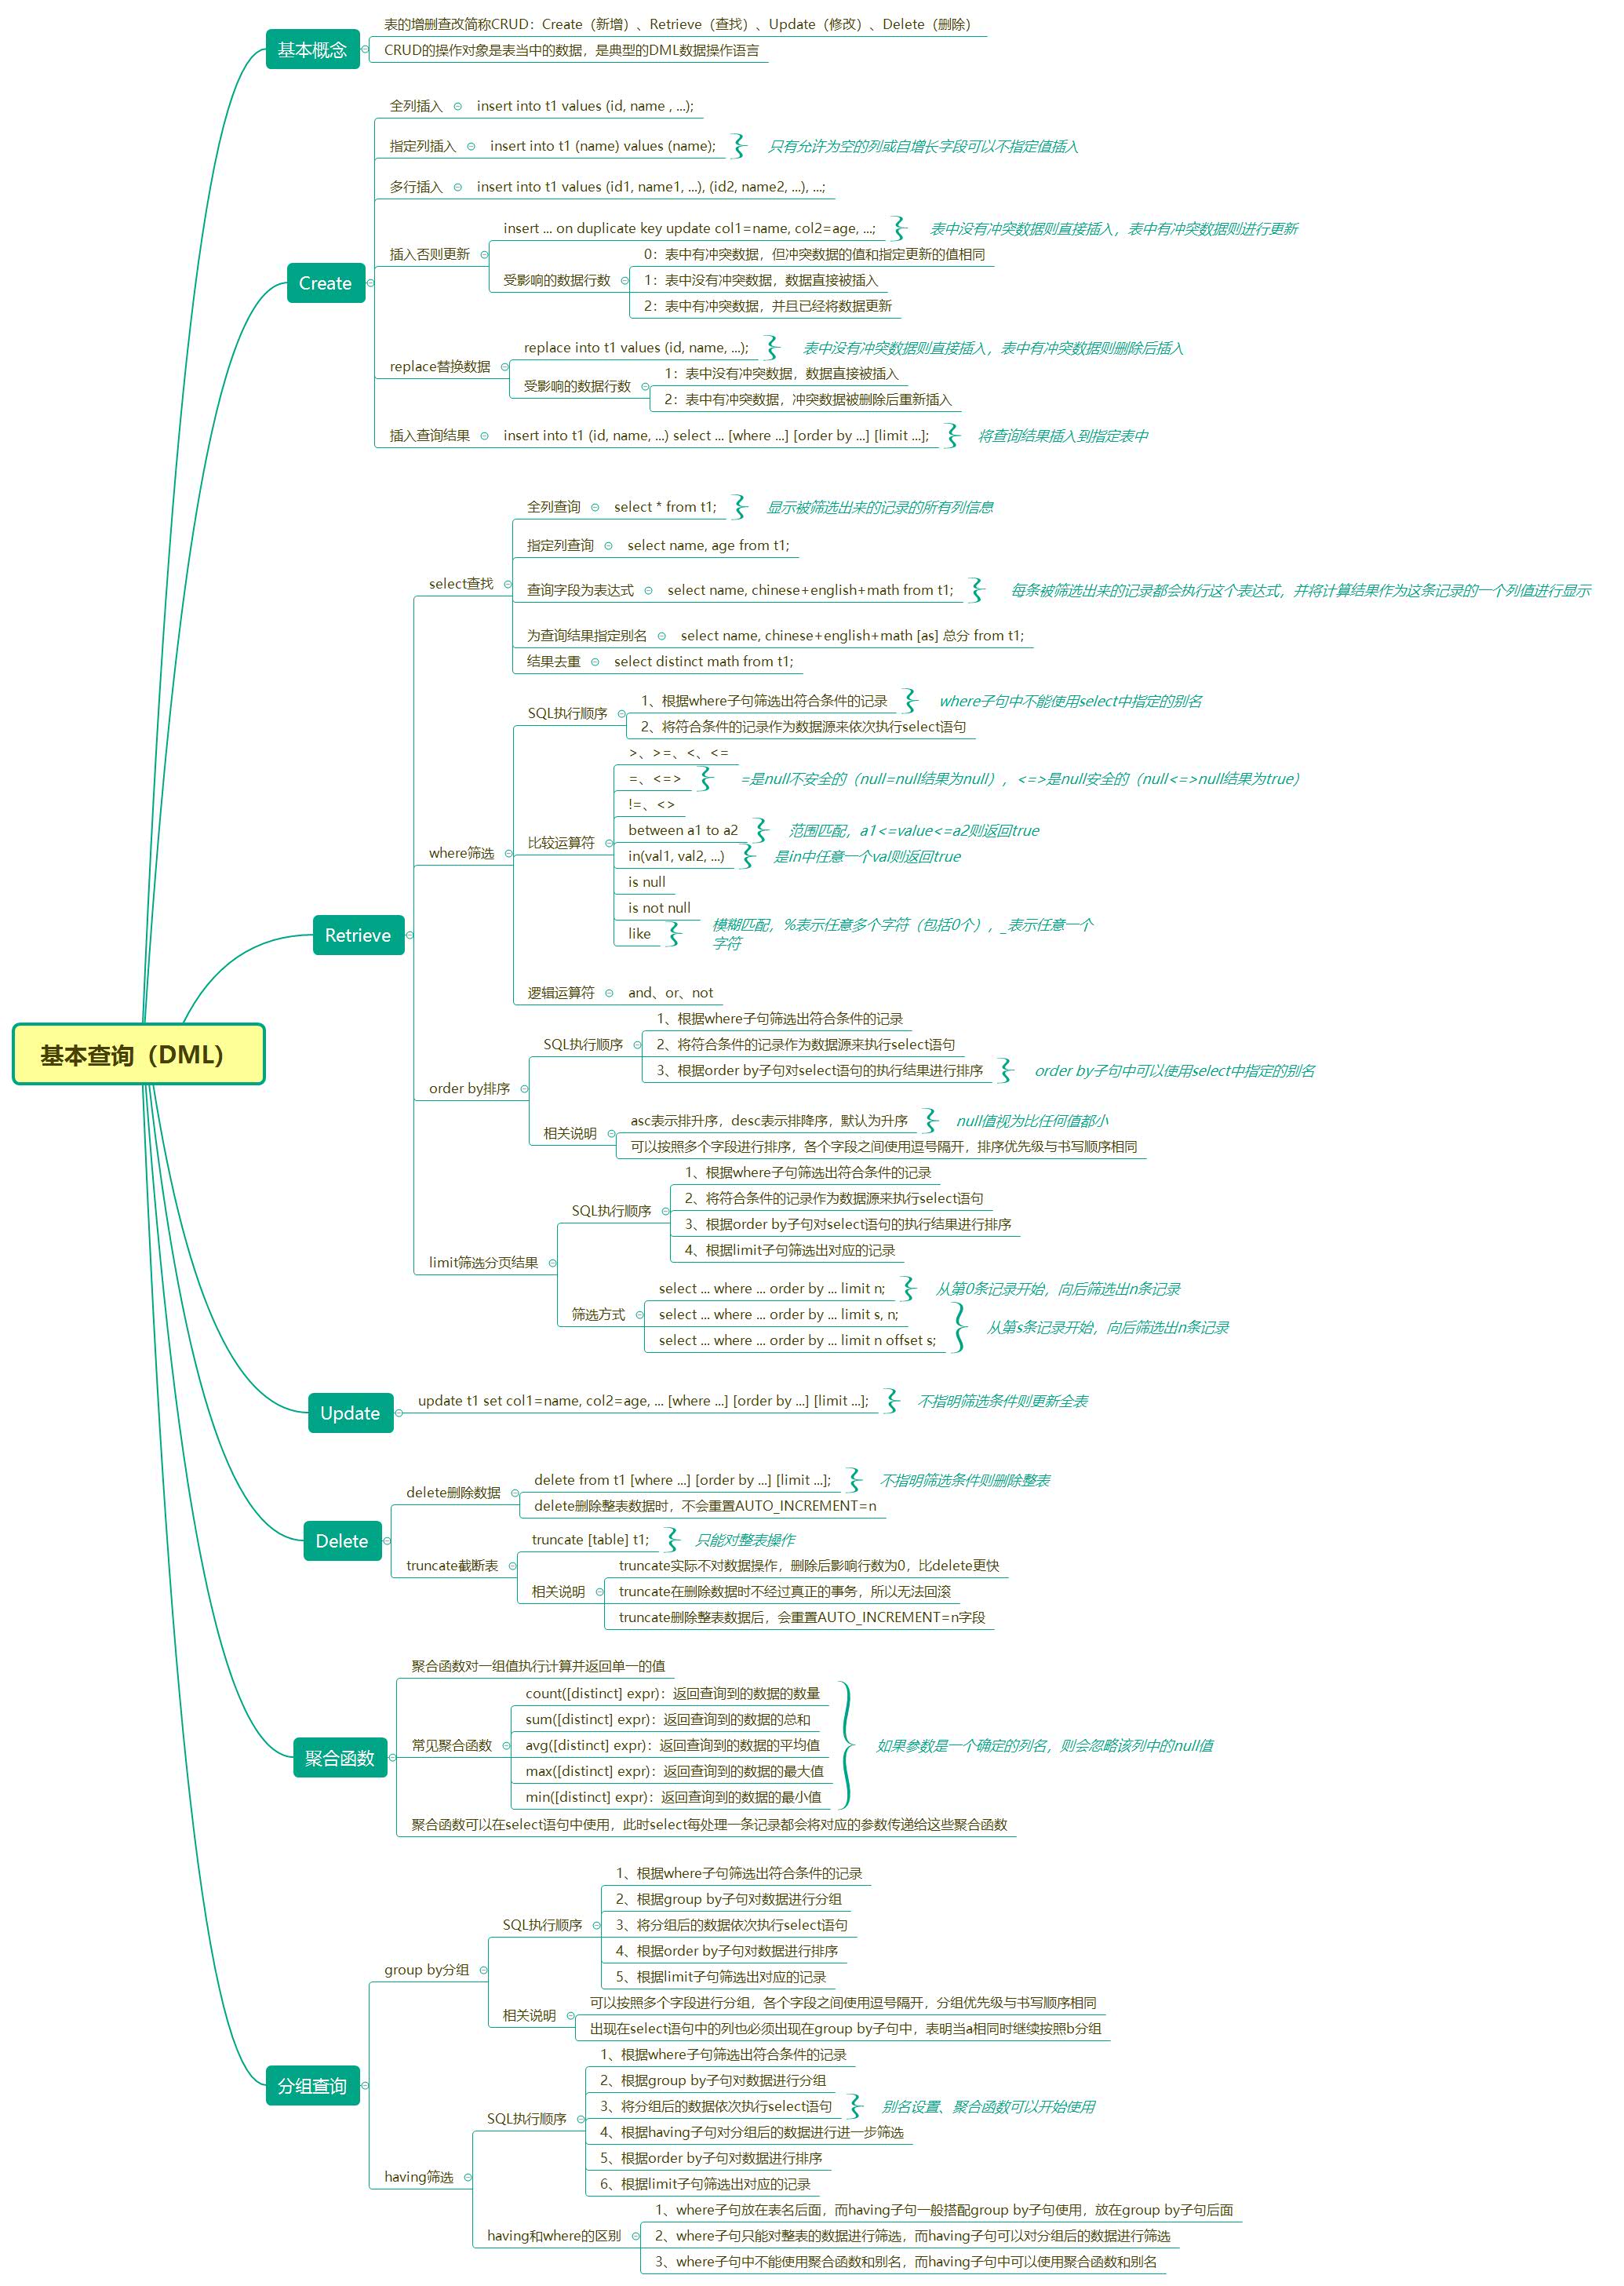 基本查询（DML）
基本概念
表的增删查改简称CRUD：Create（新增）、Retrieve（查找）、Update（修改）、Delete（删除）
CRUD的操作对象是表当中的数据，是典型的DML数据操作语言
Create
全列插入
insert into t1 values (id, name , ...);
指定列插入
insert into t1 (name) values (name);
只有允许为空的列或自增长字段可以不指定值插入
多行插入
insert into t1 values (id1, name1, ...), (id2, name2, ...), ...;
插入否则更新
insert ... on duplicate key update col1=name, col2=age, ...;
表中没有冲突数据则直接插入，表中有冲突数据则进行更新
受影响的数据行数
0：表中有冲突数据，但冲突数据的值和指定更新的值相同
1：表中没有冲突数据，数据直接被插入
2：表中有冲突数据，并且已经将数据更新
replace替换数据
replace into t1 values (id, name, ...);
表中没有冲突数据则直接插入，表中有冲突数据则删除后插入
受影响的数据行数
1：表中没有冲突数据，数据直接被插入
2：表中有冲突数据，冲突数据被删除后重新插入
插入查询结果
insert into t1 (id, name, ...) select ... [where ...] [order by ...] [limit ...];
将查询结果插入到指定表中
Retrieve
select查找
全列查询
select * from t1;
显示被筛选出来的记录的所有列信息
指定列查询
select name, age from t1;
查询字段为表达式
select name, chinese+english+math from t1;
每条被筛选出来的记录都会执行这个表达式，并将计算结果作为这条记录的一个列值进行显示
为查询结果指定别名
select name, chinese+english+math [as] 总分 from t1;
结果去重
select distinct math from t1;
where筛选
SQL执行顺序
1、根据where子句筛选出符合条件的记录
where子句中不能使用select中指定的别名
2、将符合条件的记录作为数据源来依次执行select语句
比较运算符
>、>=、<、<=
=、<=>
=是null不安全的（null=null结果为null），<=>是null安全的（null<=>null结果为true）
!=、<>
between a1 to a2
范围匹配，a1<=value<=a2则返回true
in(val1, val2, ...)
是in中任意一个val则返回true
is null
is not null
like
模糊匹配，%表示任意多个字符（包括0个），_表示任意一个
字符
逻辑运算符
and、or、not
order by排序
SQL执行顺序
1、根据where子句筛选出符合条件的记录
2、将符合条件的记录作为数据源来执行select语句
3、根据order by子句对select语句的执行结果进行排序
order by子句中可以使用select中指定的别名
相关说明
asc表示排升序，desc表示排降序，默认为升序
null值视为比任何值都小
可以按照多个字段进行排序，各个字段之间使用逗号隔开，排序优先级与书写顺序相同
limit筛选分页结果
SQL执行顺序
1、根据where子句筛选出符合条件的记录
2、将符合条件的记录作为数据源来执行select语句
3、根据order by子句对select语句的执行结果进行排序
4、根据limit子句筛选出对应的记录
筛选方式
select ... where ... order by ... limit n;
从第0条记录开始，向后筛选出n条记录
select ... where ... order by ... limit s, n;
select ... where ... order by ... limit n offset s;
从第s条记录开始，向后筛选出n条记录
Update
update t1 set col1=name, col2=age, ... [where ...] [order by ...] [limit ...];
不指明筛选条件则更新全表
Delete
delete删除数据
delete from t1 [where ...] [order by ...] [limit ...];
不指明筛选条件则删除整表
delete删除整表数据时，不会重置AUTO_INCREMENT=n
truncate截断表
truncate [table] t1;
只能对整表操作
相关说明
truncate实际不对数据操作，删除后影响行数为0，比delete更快
truncate在删除数据时不经过真正的事务，所以无法回滚
truncate删除整表数据后，会重置AUTO_INCREMENT=n字段
聚合函数
聚合函数对一组值执行计算并返回单一的值
常见聚合函数
count([distinct] expr)：返回查询到的数据的数量
sum([distinct] expr)：返回查询到的数据的总和
avg([distinct] expr)：返回查询到的数据的平均值
max([distinct] expr)：返回查询到的数据的最大值
min([distinct] expr)：返回查询到的数据的最小值
如果参数是一个确定的列名，则会忽略该列中的null值
聚合函数可以在select语句中使用，此时select每处理一条记录都会将对应的参数传递给这些聚合函数
分组查询
group by分组
SQL执行顺序
1、根据where子句筛选出符合条件的记录
2、根据group by子句对数据进行分组
3、将分组后的数据依次执行select语句
4、根据order by子句对数据进行排序
5、根据limit子句筛选出对应的记录
相关说明
可以按照多个字段进行分组，各个字段之间使用逗号隔开，分组优先级与书写顺序相同
出现在select语句中的列也必须出现在group by子句中，表明当a相同时继续按照b分组
having筛选
SQL执行顺序
1、根据where子句筛选出符合条件的记录
2、根据group by子句对数据进行分组
3、将分组后的数据依次执行select语句
别名设置、聚合函数可以开始使用
4、根据having子句对分组后的数据进行进一步筛选
5、根据order by子句对数据进行排序
6、根据limit子句筛选出对应的记录
having和where的区别
1、where子句放在表名后面，而having子句一般搭配group by子句使用，放在group by子句后面
2、where子句只能对整表的数据进行筛选，而having子句可以对分组后的数据进行筛选
3、where子句中不能使用聚合函数和别名，而having子句中可以使用聚合函数和别名